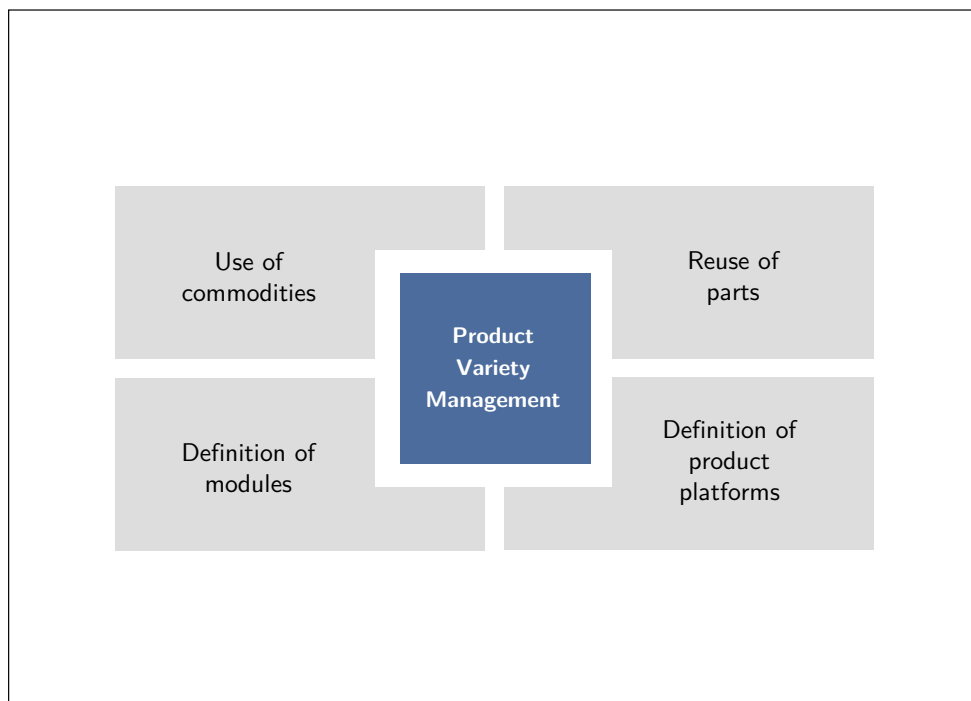 Use of
commodities
Reuse of
parts
Product
Variety
Management
Definition of
modules
Definition of
product
platforms